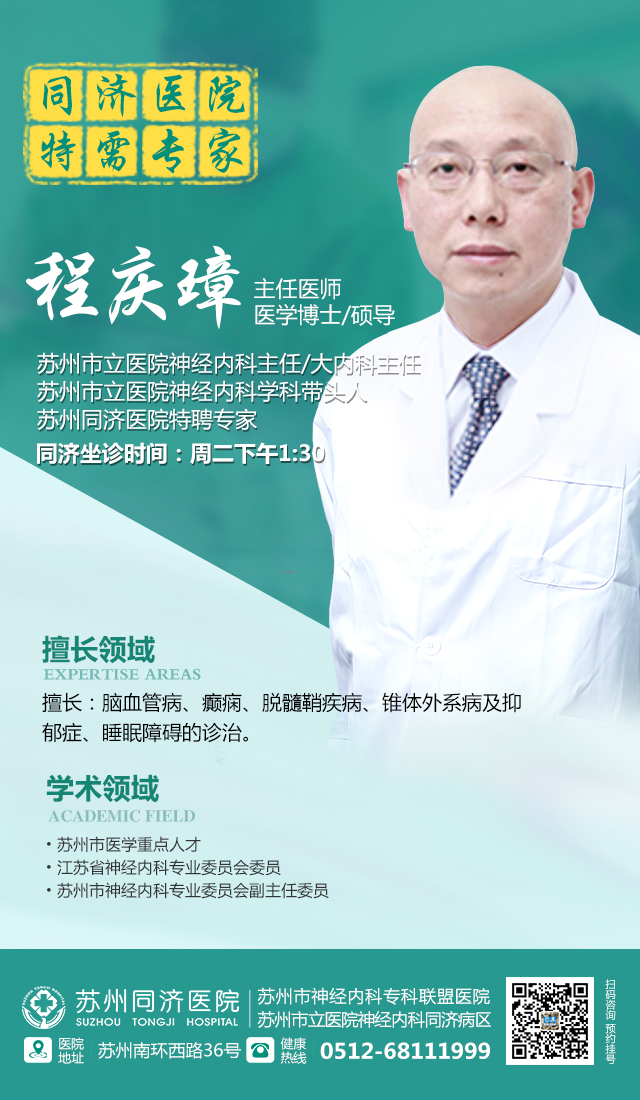 同济医院
特需专家
程庆璋
主任医师
医学博士/硕导
苏州市立医院神经内科主任/大内科主任
苏州市立医院神经内科学科带头人
苏州同济医院特聘专家
同济坐诊时间：周二下午1:30
擅长领域
EXPERTISE AREAS
擅长：脑血管病、癫痫、脱髓鞘疾病、锥体外系病及抑
郁症、睡眠障碍的诊治。
学术领域
ACADEMIC FIELD
·苏州市医学重点人才
·江苏省神经内科专业委员会委员
·苏州市神经内科专业委员会副主任委员
苏州同济医院
SUZHOU TONGJI HOSPITAL
苏州市神经内科专科联盟医院
苏州市立医院神经内科同济病区
医院
地址
苏州南环西路36号
健康
热线
0512-68111999
扫码咨询 预约挂号